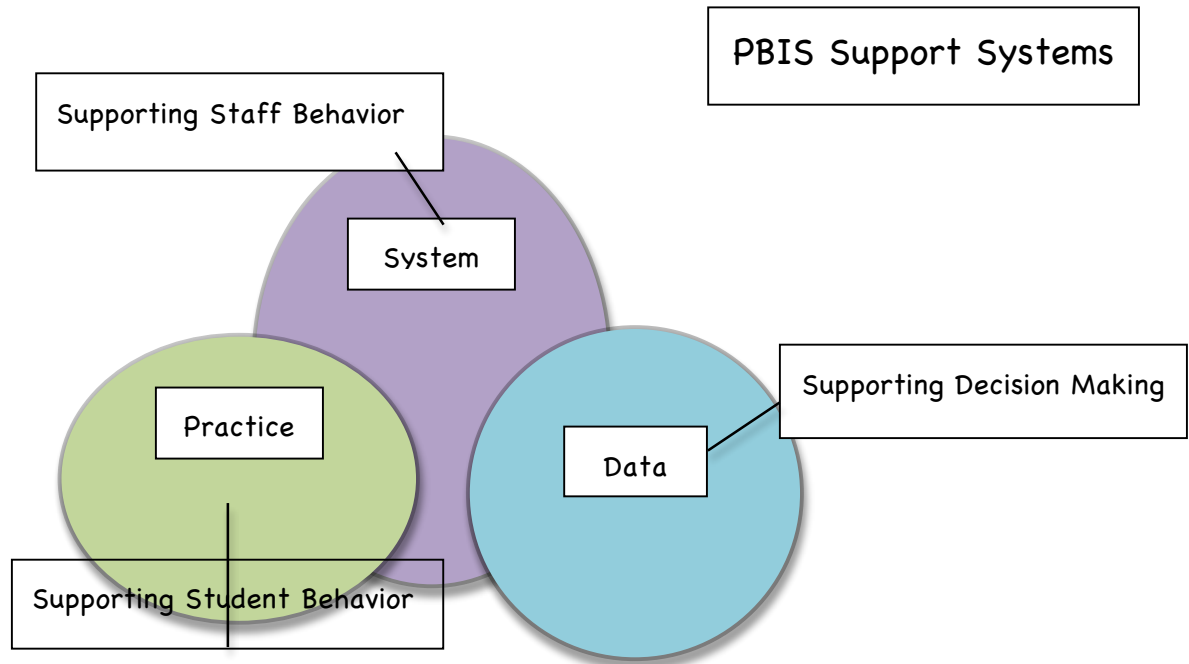 PBIS Support Systems
Supporting Staff Behavior
System
Supporting Decision Making
Practice
Data
Supporting Student Behavior